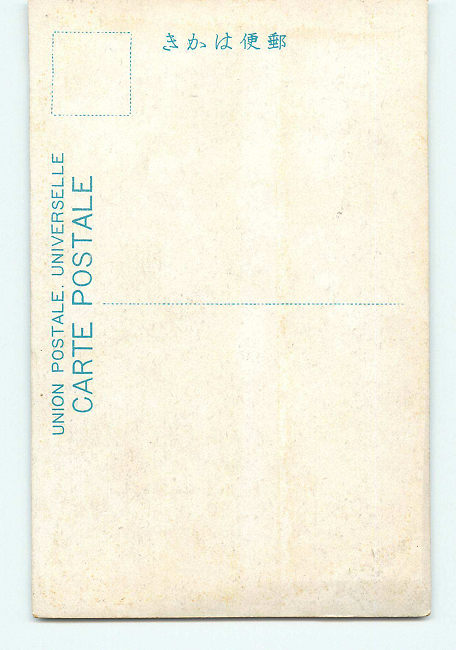 郵便はかき
UNION POSTALE. UNIVERSELLE
CARTE POSTALE